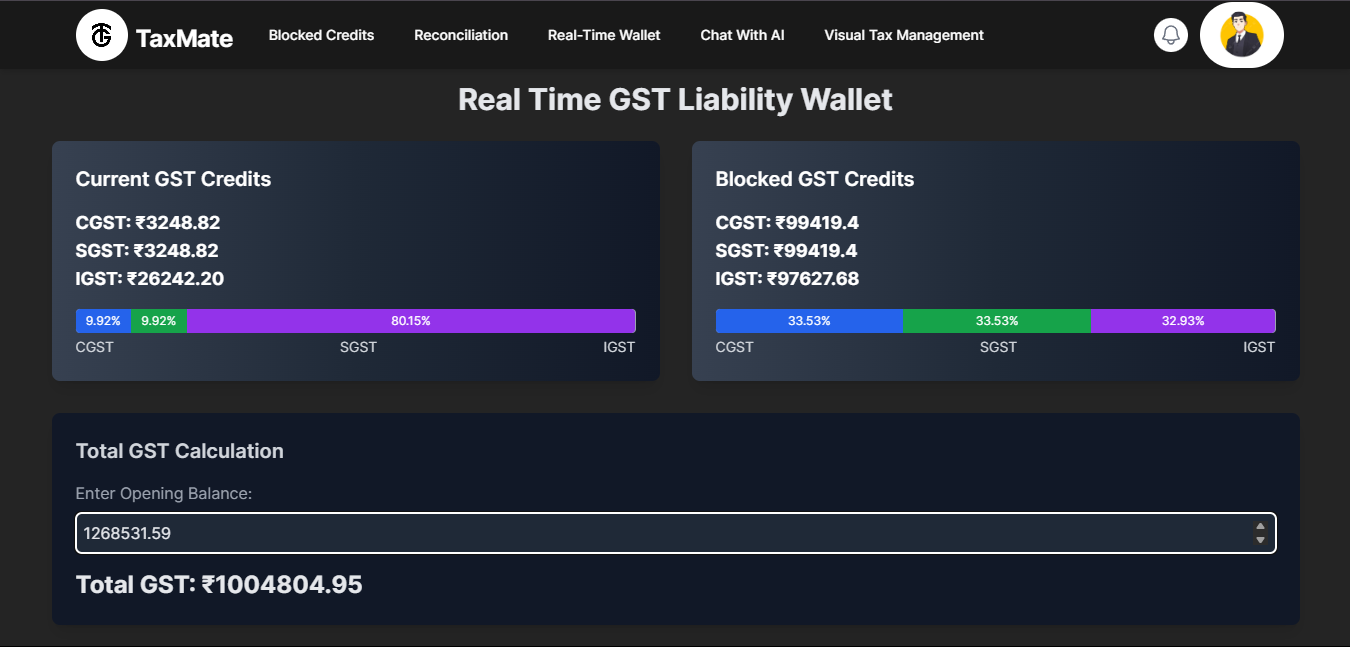 TaxMate Blocked Credits Reconciliation Real-Time Wallet Chat With AI Visual Tax Management
Real Time GST Liability Wallet
Current GST Credits
CGST: ₹3248.82
SGST: ₹3248.82
IGST: ₹26242.20
9.92% 9.92% 80.15%
CGST SGST IGST
Blocked GST Credits
CGST: ₹99419.4
SGST: ₹99419.4
IGST: ₹97627.68
33.53% 33.53% 32.93%
CGST SGST IGST
Total GST Calculation
Enter Opening Balance:
1268531.59
Total GST: ₹1004804.95